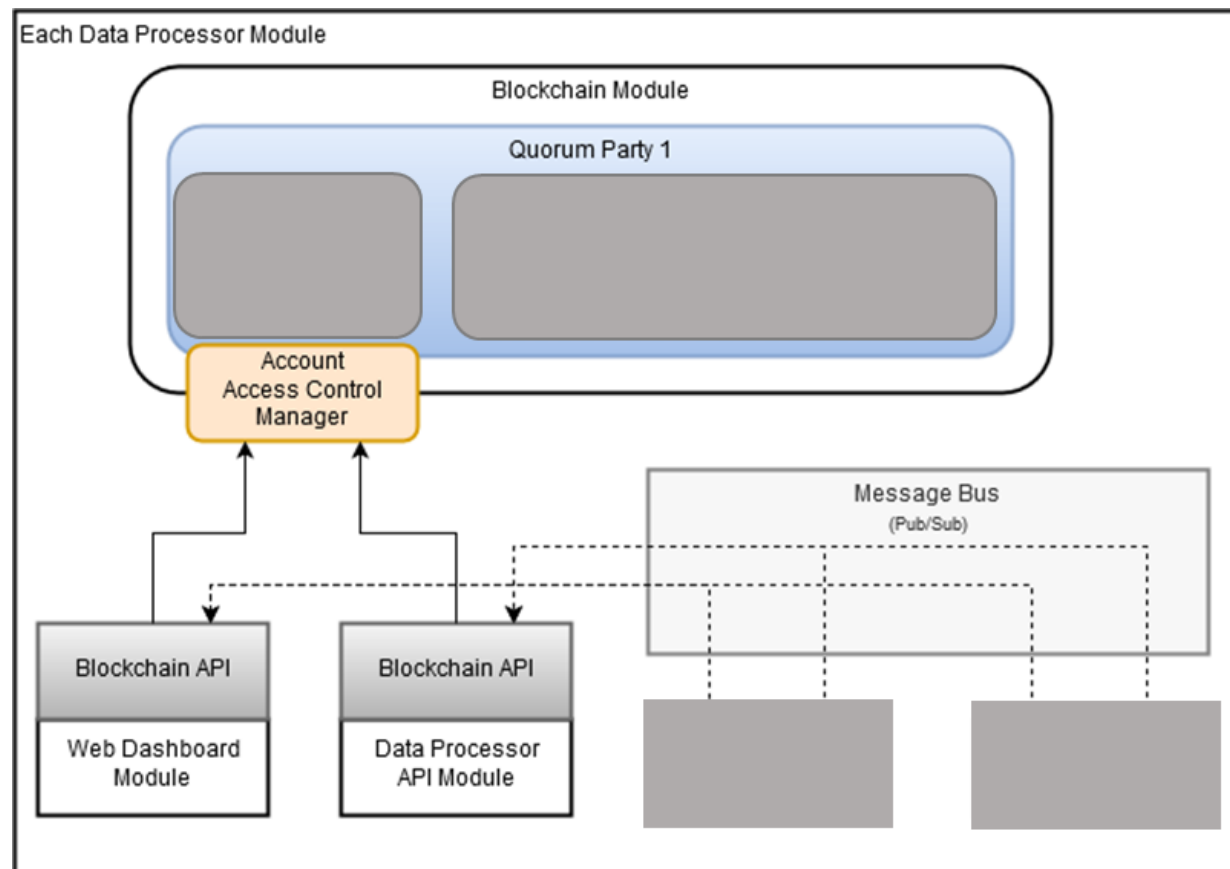 Each Data Processor Module
Blockchain Module
Quorum Party 1
Account
Access Control
Manager
Message Bus
(Pub/Sub)
Blockchain API
Blockchain API
Web Dashboard
Module
Data Processor
API Module